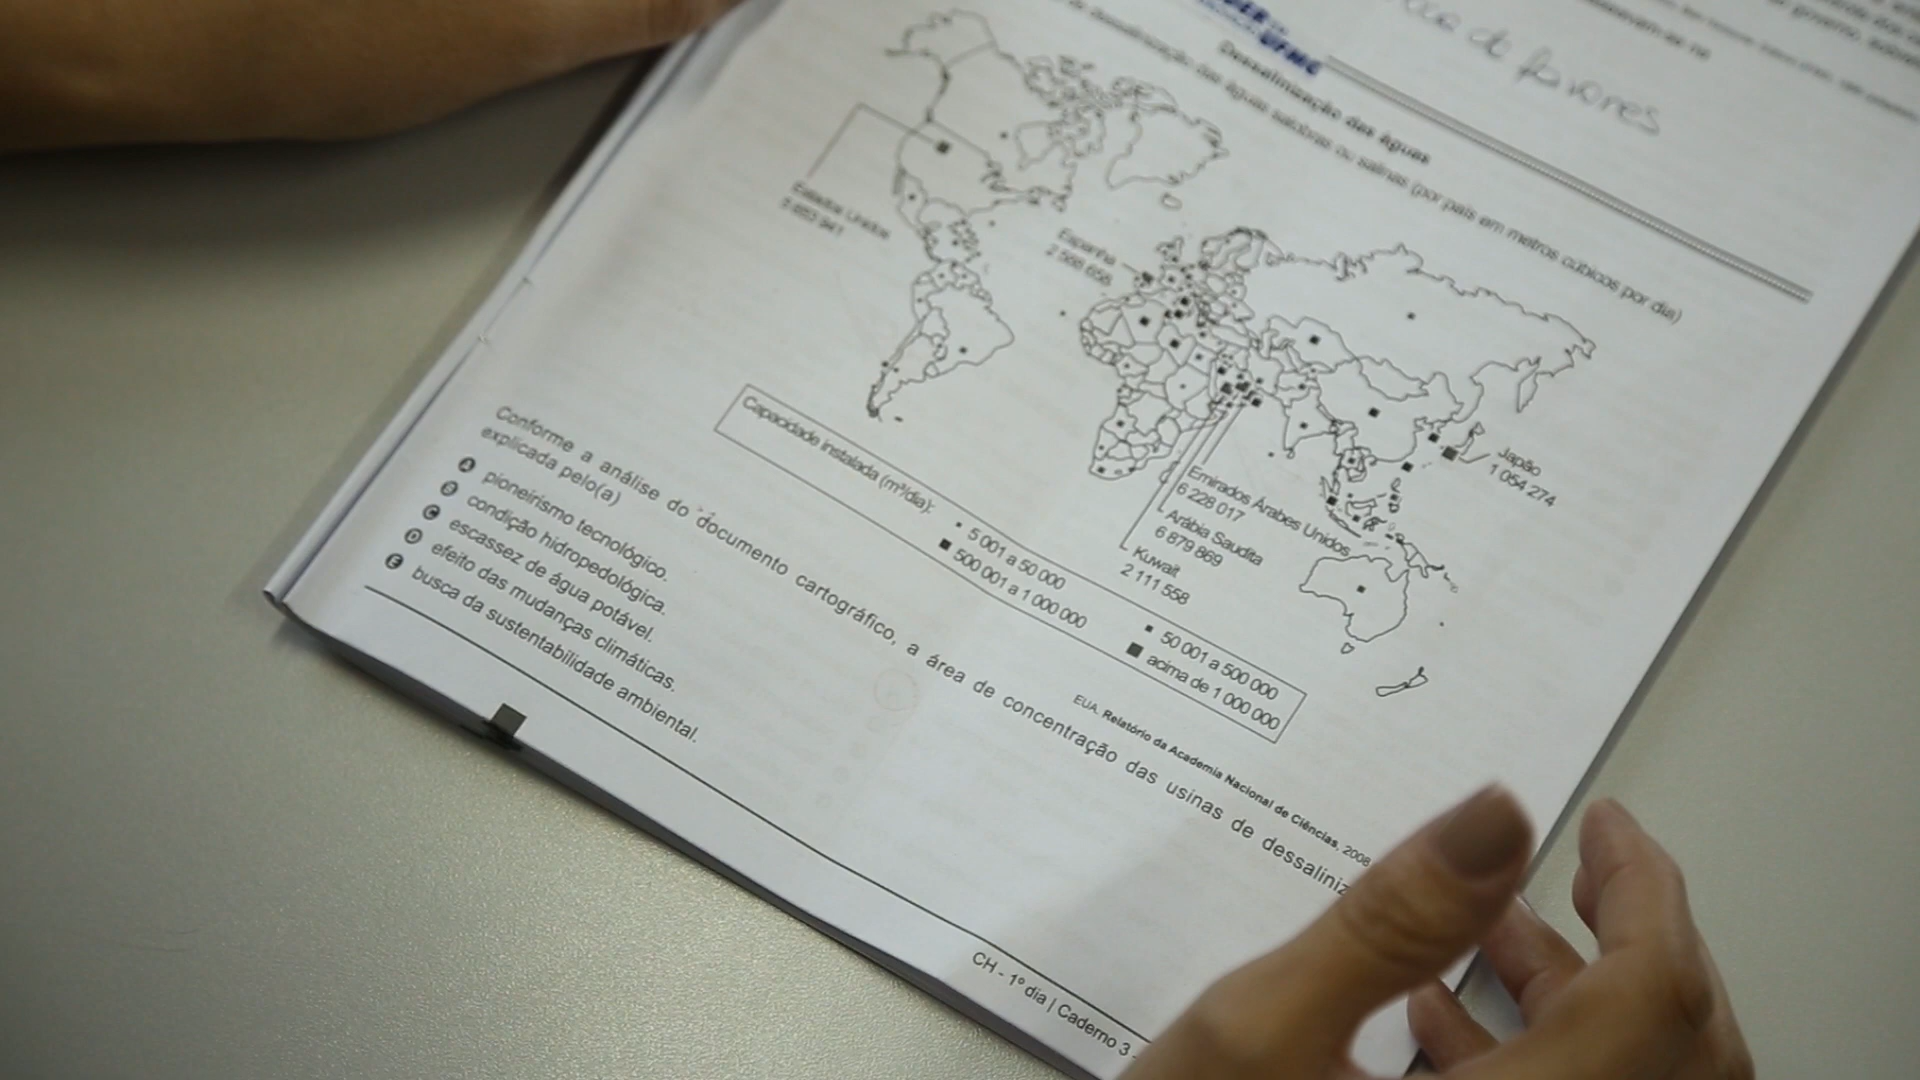 de favores
UFMG
Dessalinização das águas
dessalinização das águas salobras ou salinas (por país em metros cúbicos por dia)
Estados Unidos
Espanha
Japão
1 054 274
Emirados Árabes Unidos
6 228 017
Arábia Saudita
6 879 869
Kuwait
2 111 558
Capacidade instalada (m³/dia):
5 001 a 50 000
50 001 a 500 000
500 001 a 1 000 000
acima de 1 000 000
EUA. Relatório da Academia Nacional de Ciências, 2008
Conforme a análise do documento cartográfico, a área de concentração das usinas de dessaliniz
explicada pelo(a)
A pioneirismo tecnológico.
B condição hidropedológica.
C escassez de água potável.
D efeito das mudanças climáticas.
E busca da sustentabilidade ambiental.
CH - 1º dia | Caderno 3 -